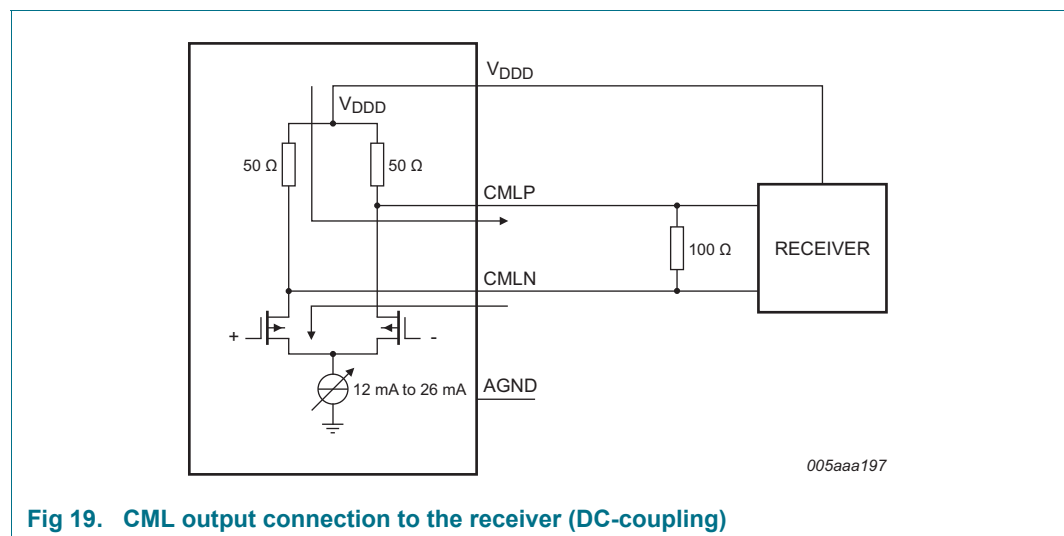 VDDD
VDDD
50 Ω
50 Ω
CMLP
100 Ω
RECEIVER
CMLN
+
-
12 mA to 26 mA
AGND
005aaa197
Fig 19. CML output connection to the receiver (DC-coupling)